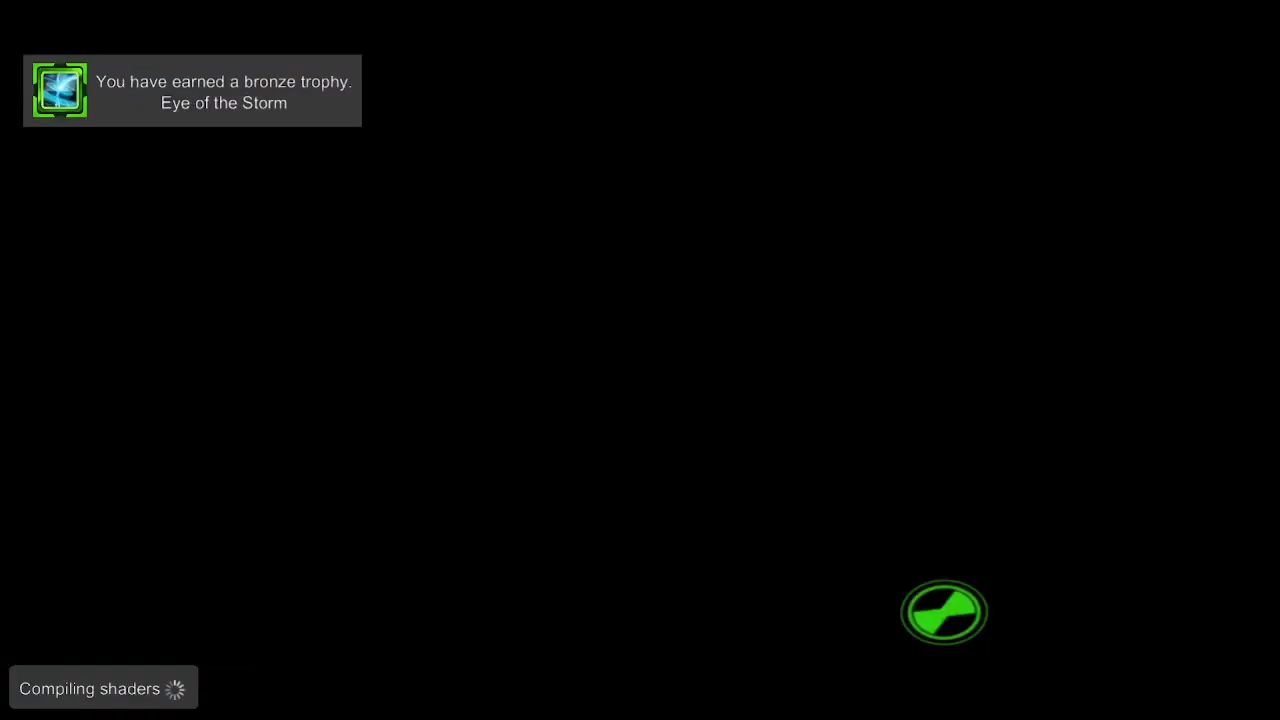 You have earned a bronze trophy.
Eye of the Storm
Compiling shaders